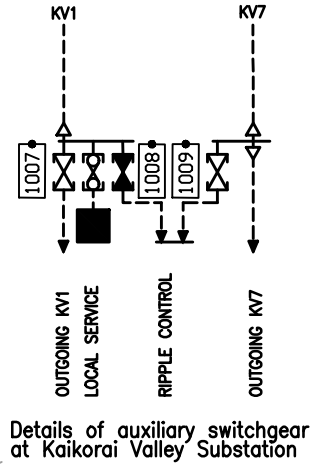 KV1
KV7
1007
1008
1009
OUTGOING KV1
LOCAL SERVICE
RIPPLE CONTROL
OUTGOING KV7
Details of auxiliary switchgear
at Kaikorai Valley Substation